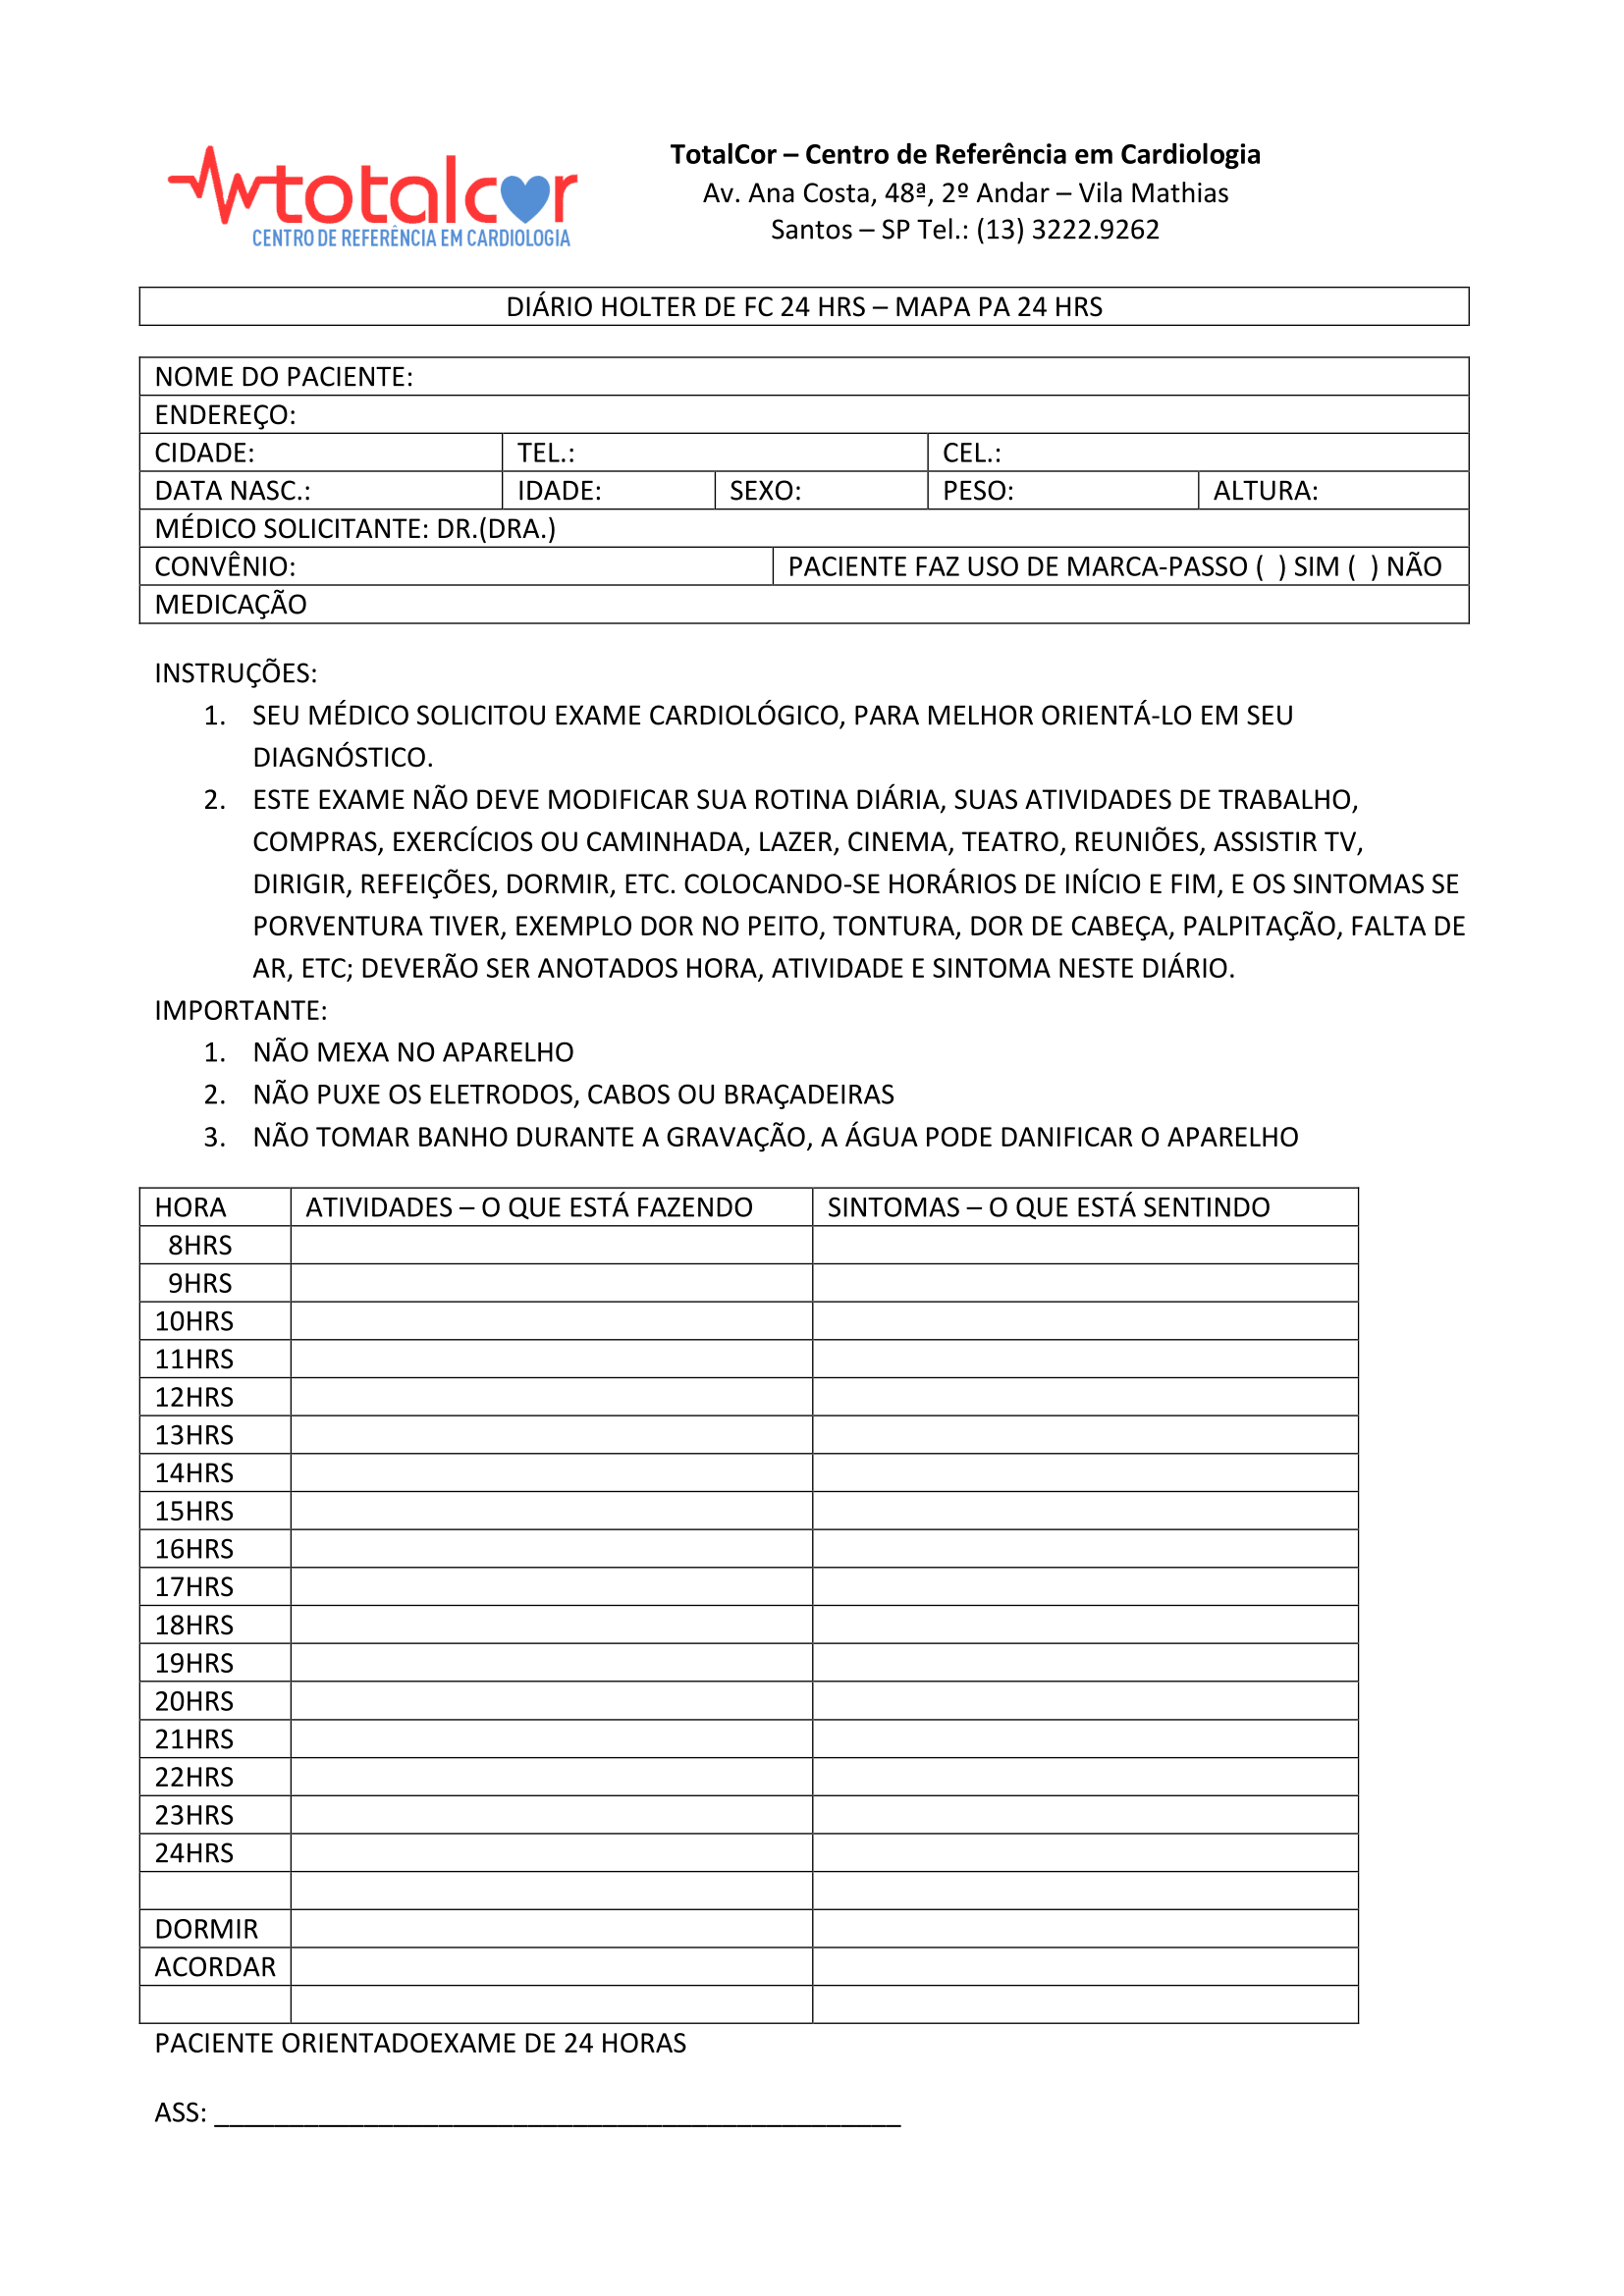 totalcor
CENTRO DE REFERÊNCIA EM CARDIOLOGIA
TotalCor – Centro de Referência em Cardiologia
Av. Ana Costa, 48ª, 2º Andar – Vila Mathias
Santos – SP Tel.: (13) 3222.9262
DIÁRIO HOLTER DE FC 24 HRS – MAPA PA 24 HRS
NOME DO PACIENTE:
ENDEREÇO:
CIDADE: TEL.: CEL.:
DATA NASC.: IDADE: SEXO: PESO: ALTURA:
MÉDICO SOLICITANTE: DR.(DRA.)
CONVÊNIO: PACIENTE FAZ USO DE MARCA-PASSO ( ) SIM ( ) NÃO
MEDICAÇÃO
INSTRUÇÕES:
1. SEU MÉDICO SOLICITOU EXAME CARDIOLÓGICO, PARA MELHOR ORIENTÁ-LO EM SEU
DIAGNÓSTICO.
2. ESTE EXAME NÃO DEVE MODIFICAR SUA ROTINA DIÁRIA, SUAS ATIVIDADES DE TRABALHO,
COMPRAS, EXERCÍCIOS OU CAMINHADA, LAZER, CINEMA, TEATRO, REUNIÕES, ASSISTIR TV,
DIRIGIR, REFEIÇÕES, DORMIR, ETC. COLOCANDO-SE HORÁRIOS DE INÍCIO E FIM, E OS SINTOMAS SE
PORVENTURA TIVER, EXEMPLO DOR NO PEITO, TONTURA, DOR DE CABEÇA, PALPITAÇÃO, FALTA DE
AR, ETC; DEVERÃO SER ANOTADOS HORA, ATIVIDADE E SINTOMA NESTE DIÁRIO.
IMPORTANTE:
1. NÃO MEXA NO APARELHO
2. NÃO PUXE OS ELETRODOS, CABOS OU BRAÇADEIRAS
3. NÃO TOMAR BANHO DURANTE A GRAVAÇÃO, A ÁGUA PODE DANIFICAR O APARELHO
HORA ATIVIDADES – O QUE ESTÁ FAZENDO SINTOMAS – O QUE ESTÁ SENTINDO
8HRS
9HRS
10HRS
11HRS
12HRS
13HRS
14HRS
15HRS
16HRS
17HRS
18HRS
19HRS
20HRS
21HRS
22HRS
23HRS
24HRS
DORMIR
ACORDAR
PACIENTE ORIENTADOEXAME DE 24 HORAS
ASS: ______________________________________________